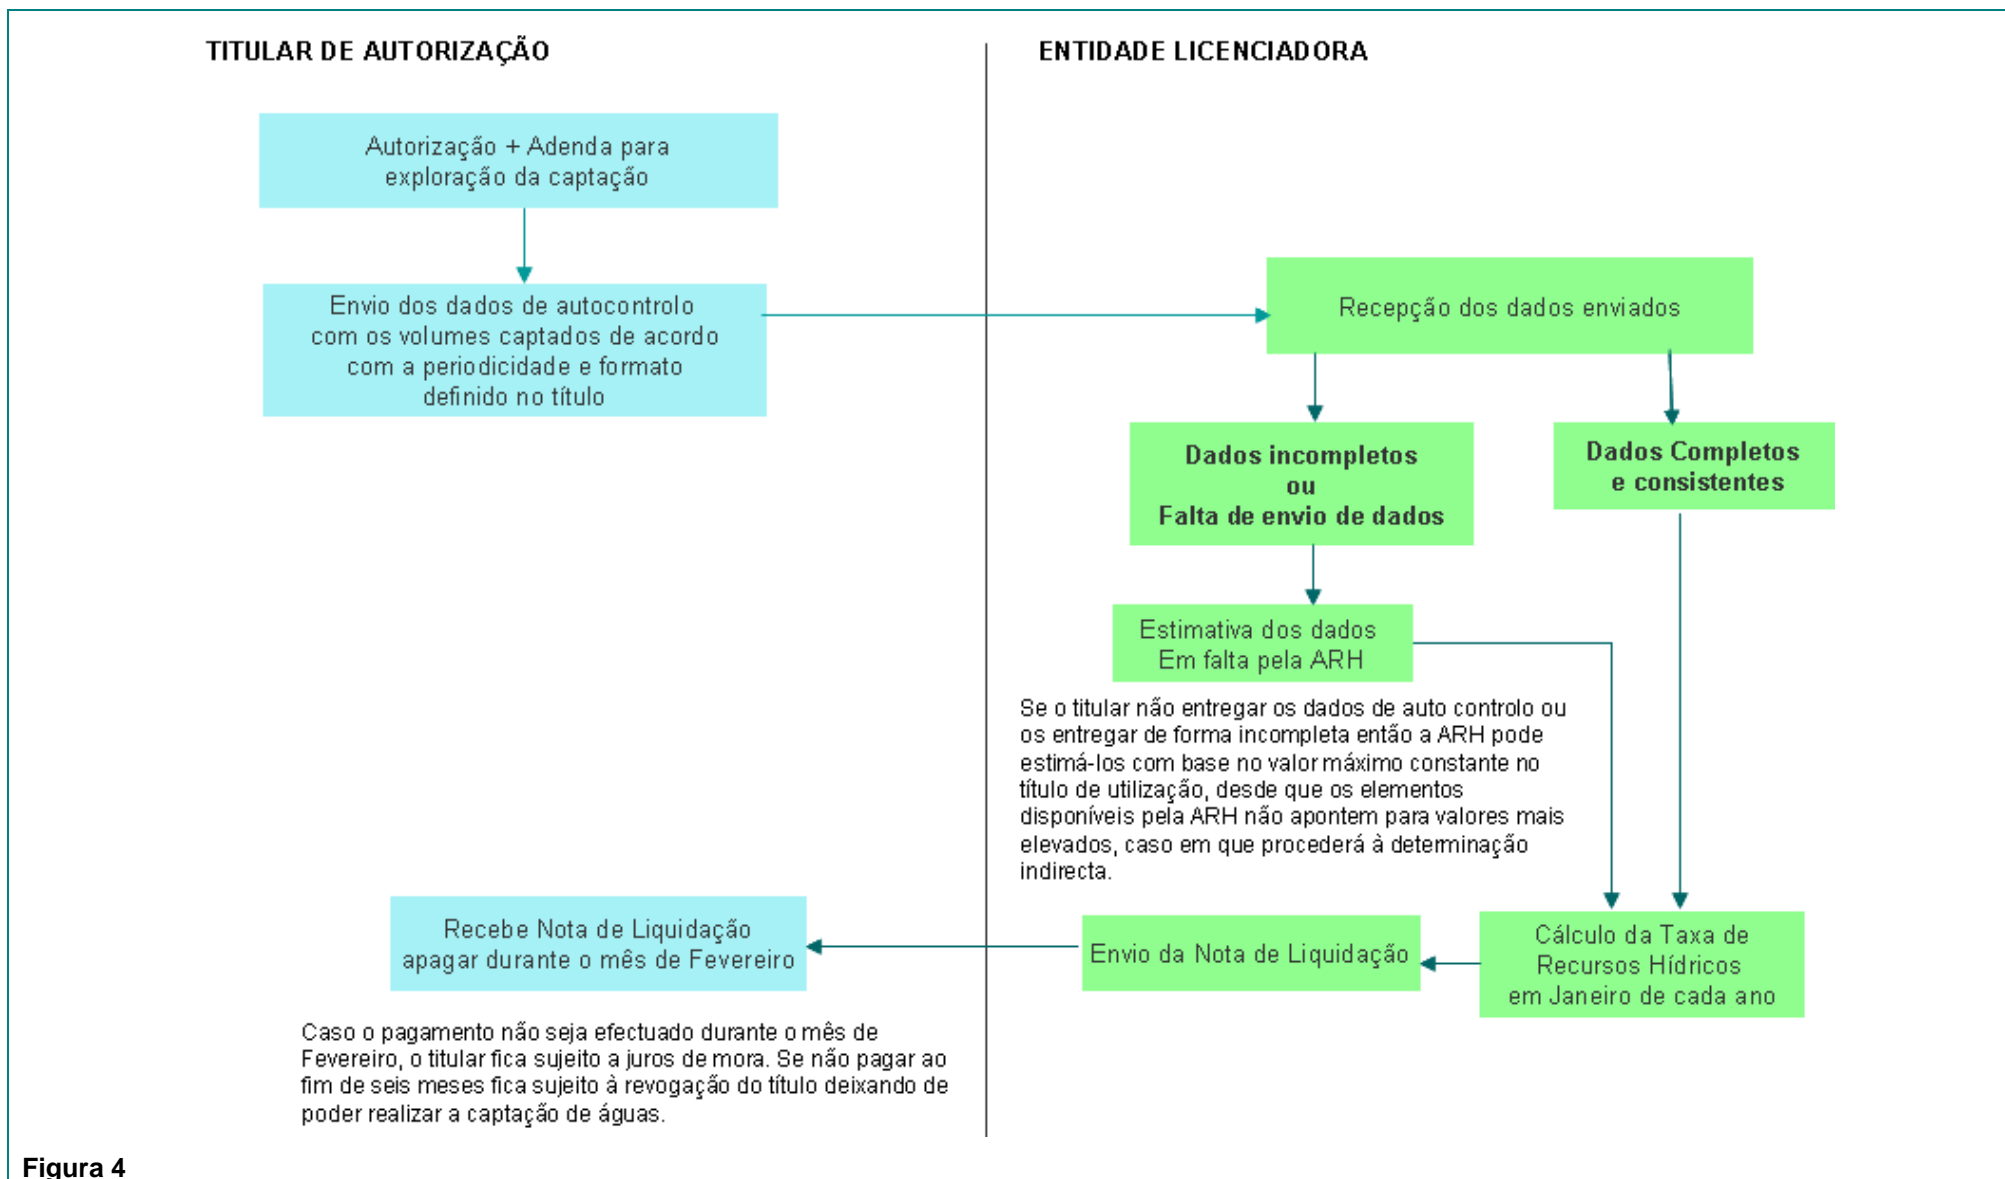 TITULAR DE AUTORIZAÇÃO
ENTIDADE LICENCIADORA
Autorização + Adenda para
exploração da captação
Envio dos dados de autocontrolo
com os volumes captados de acordo
com a periodicidade e formato
definido no título
Recepção dos dados enviados
Dados incompletos
ou
Falta de envio de dados
Dados Completos
e consistentes
Estimativa dos dados
Em falta pela ARH
Se o titular não entregar os dados de auto controlo ou
os entregar de forma incompleta então a ARH pode
estimá-los com base no valor máximo constante no
título de utilização, desde que os elementos
disponíveis pela ARH não apontem para valores mais
elevados, caso em que procederá à determinação
indirecta.
Cálculo da Taxa de
Recursos Hídricos
em Janeiro de cada ano
Envio da Nota de Liquidação
Recebe Nota de Liquidação
apagar durante o mês de Fevereiro
Caso o pagamento não seja efectuado durante o mês de
Fevereiro, o titular fica sujeito a juros de mora. Se não pagar ao
fim de seis meses fica sujeito à revogação do título deixando de
poder realizar a captação de águas.
Figura 4